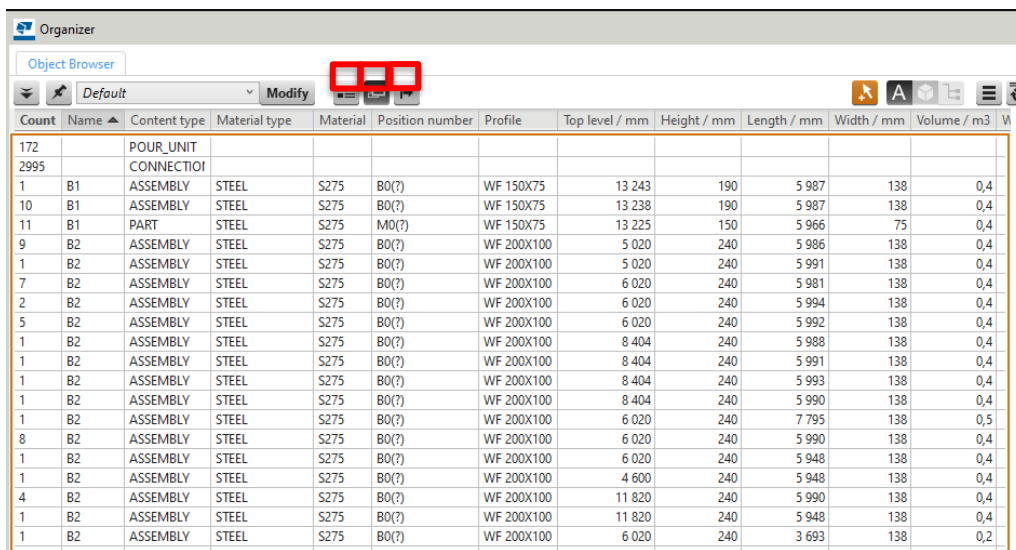 Organizer
Object Browser
Default Modify A
Count Name Content type Material type Material Position number Profile Top level / mm Height / mm Length / mm Width / mm Volume / m3 W
172 POUR_UNIT
2995 CONNECTION
1 B1 ASSEMBLY STEEL S275 B0(?) WF 150X75 13 243 190 5 987 138 0,4
10 B1 ASSEMBLY STEEL S275 B0(?) WF 150X75 13 238 190 5 987 138 0,4
11 B1 PART STEEL S275 M0(?) WF 150X75 13 225 150 5 966 75 0,4
9 B2 ASSEMBLY STEEL S275 B0(?) WF 200X100 5 020 240 5 986 138 0,4
1 B2 ASSEMBLY STEEL S275 B0(?) WF 200X100 5 020 240 5 991 138 0,4
7 B2 ASSEMBLY STEEL S275 B0(?) WF 200X100 6 020 240 5 981 138 0,4
2 B2 ASSEMBLY STEEL S275 B0(?) WF 200X100 6 020 240 5 994 138 0,4
5 B2 ASSEMBLY STEEL S275 B0(?) WF 200X100 6 020 240 5 992 138 0,4
1 B2 ASSEMBLY STEEL S275 B0(?) WF 200X100 8 404 240 5 988 138 0,4
1 B2 ASSEMBLY STEEL S275 B0(?) WF 200X100 8 404 240 5 991 138 0,4
1 B2 ASSEMBLY STEEL S275 B0(?) WF 200X100 8 404 240 5 993 138 0,4
1 B2 ASSEMBLY STEEL S275 B0(?) WF 200X100 8 404 240 5 990 138 0,4
1 B2 ASSEMBLY STEEL S275 B0(?) WF 200X100 6 020 240 7 795 138 0,5
8 B2 ASSEMBLY STEEL S275 B0(?) WF 200X100 6 020 240 5 990 138 0,4
1 B2 ASSEMBLY STEEL S275 B0(?) WF 200X100 6 020 240 5 948 138 0,4
1 B2 ASSEMBLY STEEL S275 B0(?) WF 200X100 4 600 240 5 948 138 0,4
4 B2 ASSEMBLY STEEL S275 B0(?) WF 200X100 11 820 240 5 990 138 0,4
1 B2 ASSEMBLY STEEL S275 B0(?) WF 200X100 11 820 240 5 948 138 0,4
1 B2 ASSEMBLY STEEL S275 B0(?) WF 200X100 6 020 240 3 693 138 0,2